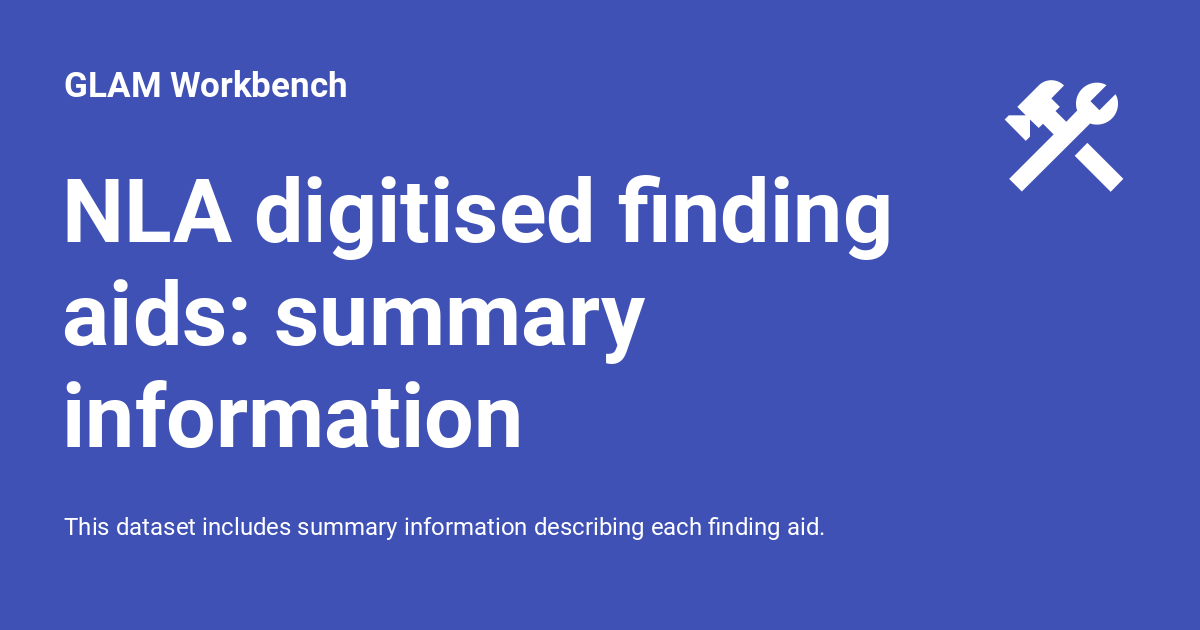 GLAM Workbench
NLA digitised finding
aids: summary
information
This dataset includes summary information describing each finding aid.